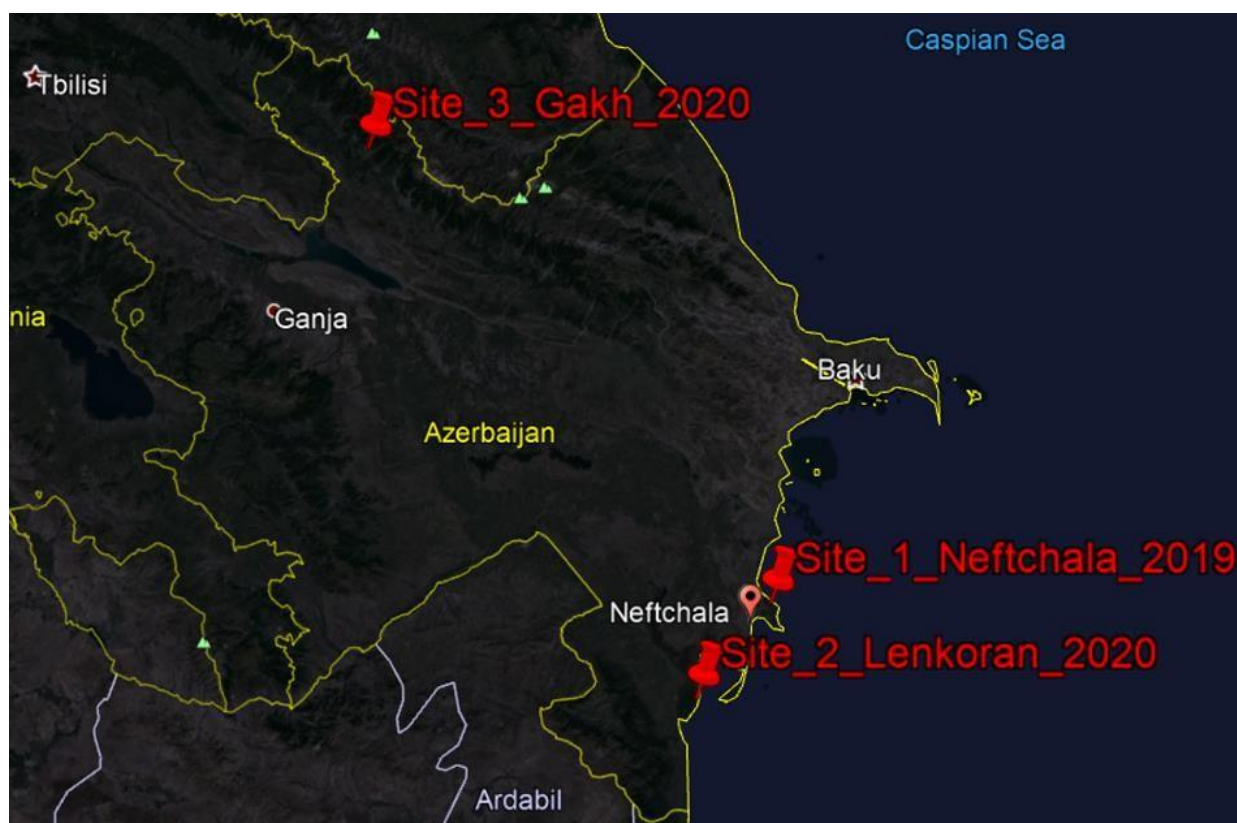 Caspian Sea
Tbilisi
Site_3_Gakh_2020
nia
Ganja
Baku
Azerbaijan
Site_1_Neftchala_2019
Neftchala
Site_2_Lenkoran_2020
Ardabil